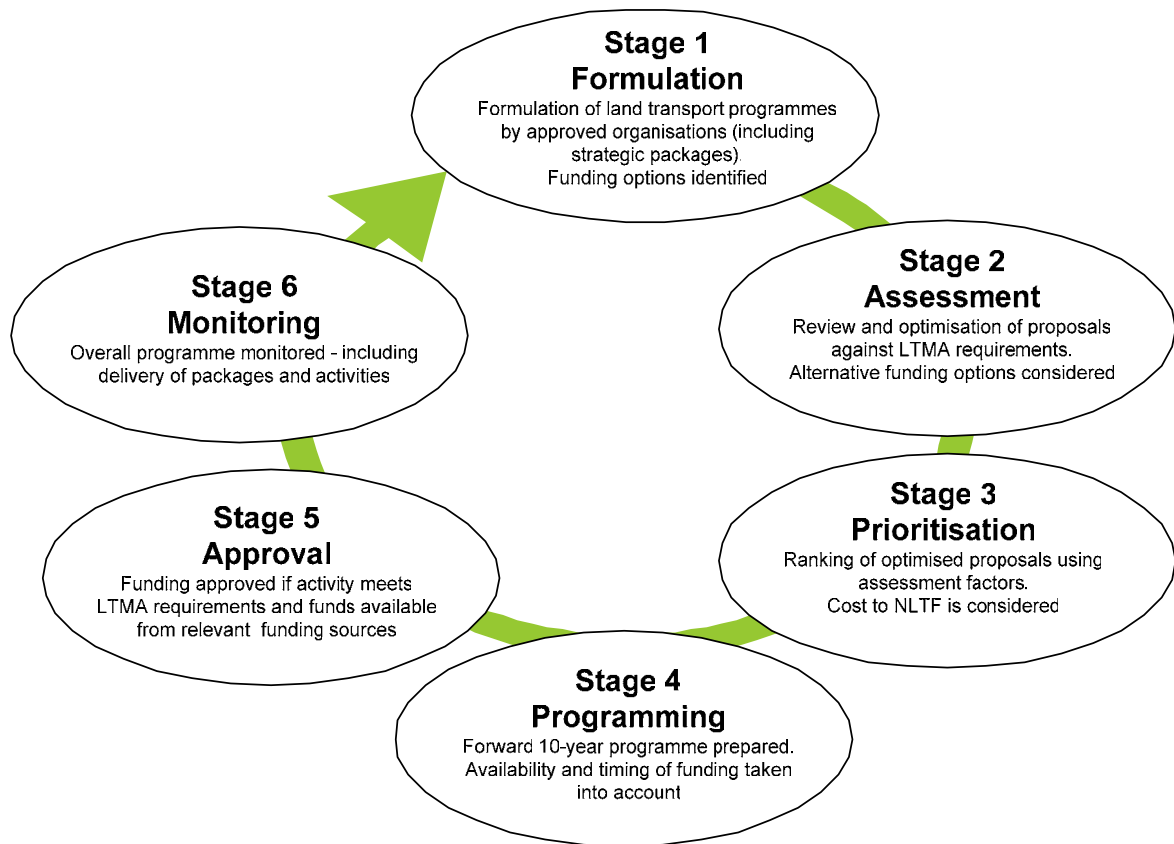 Stage 1
Formulation
Formulation of land transport programmes
by approved organisations (including
strategic packages).
Funding options identified
Stage 2
Assessment
Review and optimisation of proposals
against LTMA requirements.
Alternative funding options considered
Stage 3
Prioritisation
Ranking of optimised proposals using
assessment factors.
Cost to NLTF is considered
Stage 4
Programming
Forward 10-year programme prepared.
Availability and timing of funding taken
into account
Stage 5
Approval
Funding approved if activity meets
LTMA requirements and funds available
from relevant funding sources
Stage 6
Monitoring
Overall programme monitored - including
delivery of packages and activities